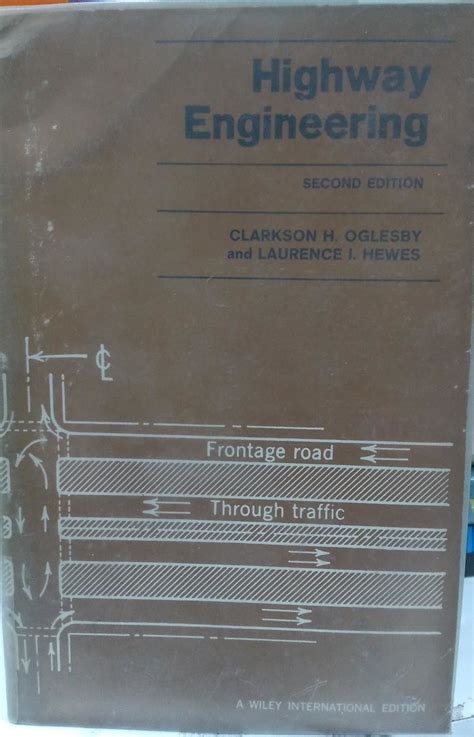 Highway
Engineering
SECOND EDITION
CLARKSON H. OGLESBY
and LAURENCE I. HEWES
℄
Frontage road
Through traffic
A WILEY INTERNATIONAL EDITION